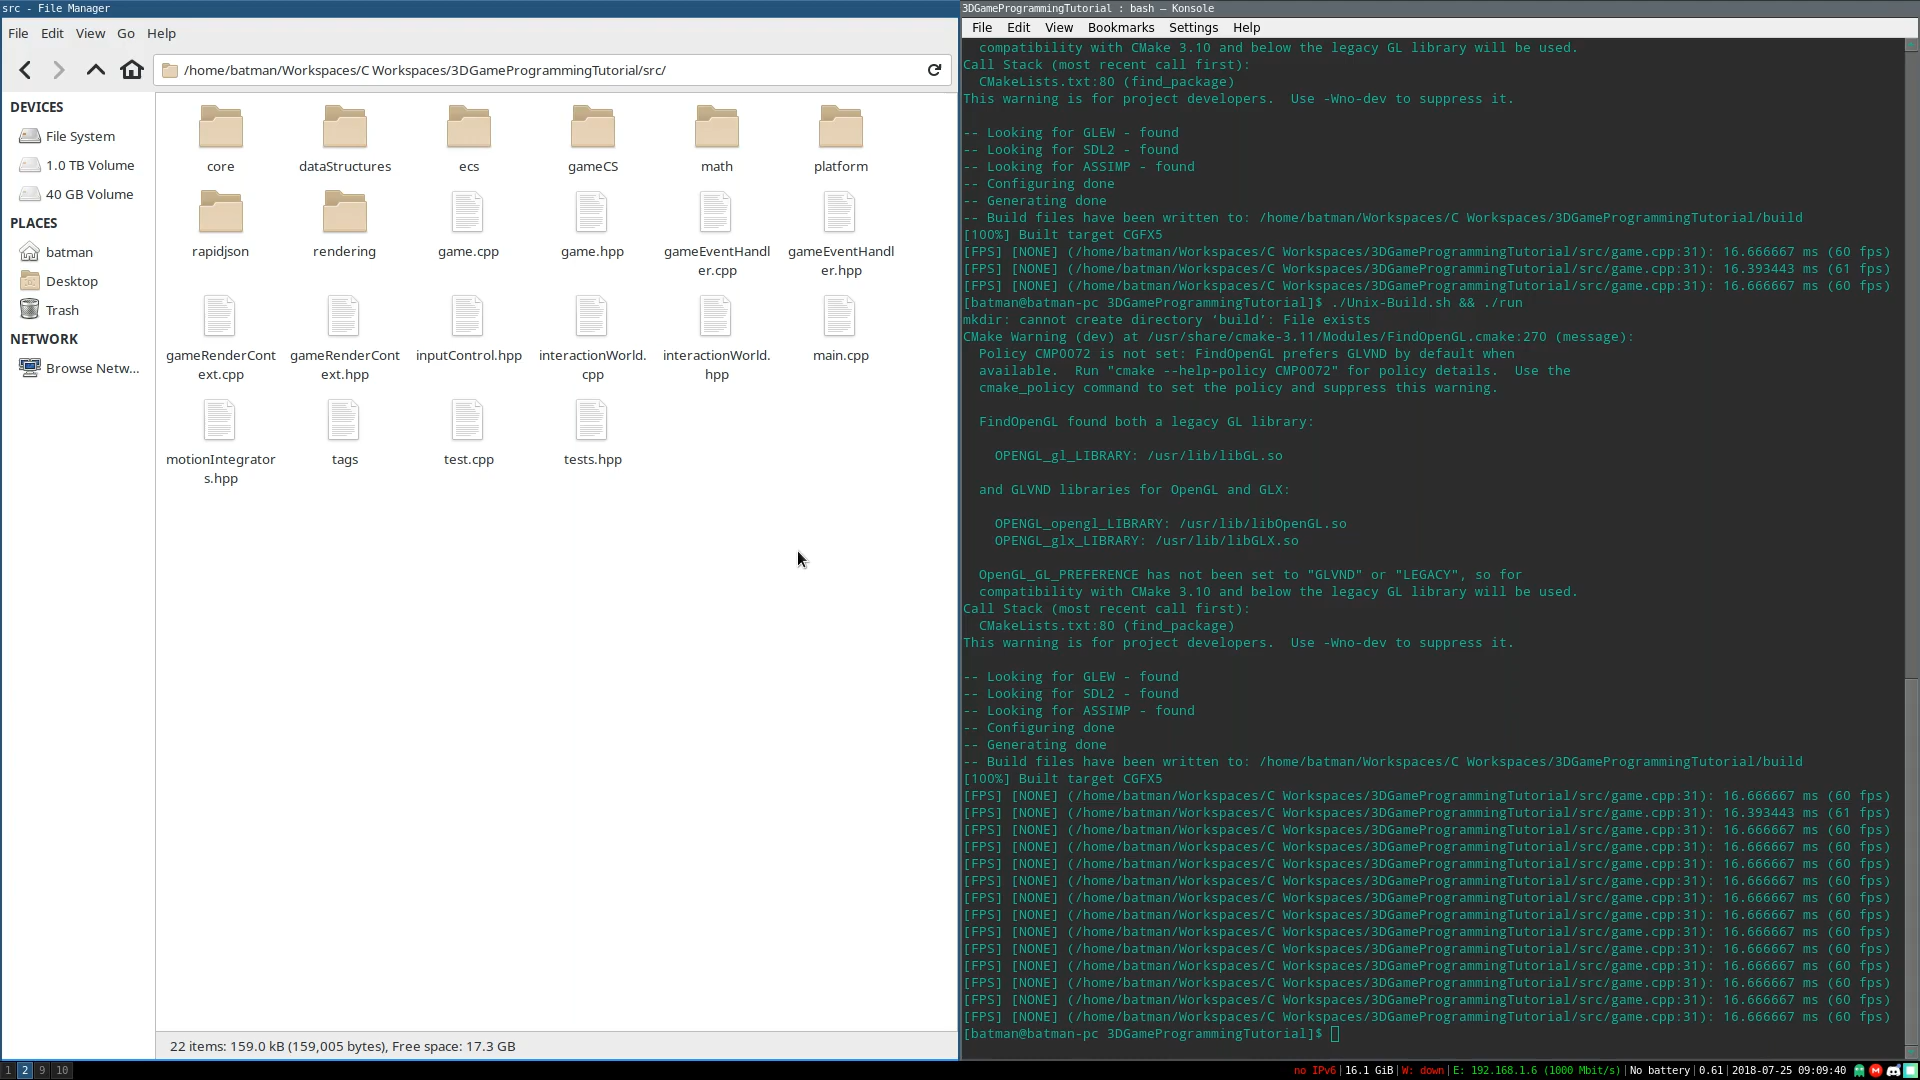 src - File Manager
File Edit View Go Help
/home/batman/Workspaces/C Workspaces/3DGameProgrammingTutorial/src/
DEVICES
File System
1.0 TB Volume
40 GB Volume
PLACES
batman
Desktop
Trash
NETWORK
Browse Netw...
core dataStructures ecs gameCS math platform
rapidjson rendering game.cpp game.hpp gameEventHandler.cpp gameEventHandler.hpp
gameRenderContext.cpp gameRenderContext.hpp inputControl.hpp interactionWorld.cpp interactionWorld.hpp main.cpp
motionIntegrators.hpp tags test.cpp tests.hpp
22 items: 159.0 kB (159,005 bytes), Free space: 17.3 GB
3DGameProgrammingTutorial : bash — Konsole
File Edit View Bookmarks Settings Help
compatibility with CMake 3.10 and below the legacy GL library will be used.
Call Stack (most recent call first):
CMakeLists.txt:80 (find_package)
This warning is for project developers.  Use -Wno-dev to suppress it.
-- Looking for GLEW - found
-- Looking for SDL2 - found
-- Looking for ASSIMP - found
-- Configuring done
-- Generating done
-- Build files have been written to: /home/batman/Workspaces/C Workspaces/3DGameProgrammingTutorial/build
[100%] Built target CGFX5
[FPS] [NONE] (/home/batman/Workspaces/C Workspaces/3DGameProgrammingTutorial/src/game.cpp:31): 16.666667 ms (60 fps)
[FPS] [NONE] (/home/batman/Workspaces/C Workspaces/3DGameProgrammingTutorial/src/game.cpp:31): 16.393443 ms (61 fps)
[FPS] [NONE] (/home/batman/Workspaces/C Workspaces/3DGameProgrammingTutorial/src/game.cpp:31): 16.666667 ms (60 fps)
[batman@batman-pc 3DGameProgrammingTutorial]$ ./Unix-Build.sh && ./run
mkdir: cannot create directory ‘build’: File exists
CMake Warning (dev) at /usr/share/cmake-3.11/Modules/FindOpenGL.cmake:270 (message):
Policy CMP0072 is not set: FindOpenGL prefers GLVND by default when
available.  Run "cmake --help-policy CMP0072" for policy details.  Use the
cmake_policy command to set the policy and suppress this warning.
FindOpenGL found both a legacy GL library:
OPENGL_gl_LIBRARY: /usr/lib/libGL.so
and GLVND libraries for OpenGL and GLX:
OPENGL_opengl_LIBRARY: /usr/lib/libOpenGL.so
OPENGL_glx_LIBRARY: /usr/lib/libGLX.so
OpenGL_GL_PREFERENCE has not been set to "GLVND" or "LEGACY", so for
compatibility with CMake 3.10 and below the legacy GL library will be used.
Call Stack (most recent call first):
CMakeLists.txt:80 (find_package)
This warning is for project developers.  Use -Wno-dev to suppress it.
-- Looking for GLEW - found
-- Looking for SDL2 - found
-- Looking for ASSIMP - found
-- Configuring done
-- Generating done
-- Build files have been written to: /home/batman/Workspaces/C Workspaces/3DGameProgrammingTutorial/build
[100%] Built target CGFX5
[FPS] [NONE] (/home/batman/Workspaces/C Workspaces/3DGameProgrammingTutorial/src/game.cpp:31): 16.666667 ms (60 fps)
[FPS] [NONE] (/home/batman/Workspaces/C Workspaces/3DGameProgrammingTutorial/src/game.cpp:31): 16.393443 ms (61 fps)
[FPS] [NONE] (/home/batman/Workspaces/C Workspaces/3DGameProgrammingTutorial/src/game.cpp:31): 16.666667 ms (60 fps)
[FPS] [NONE] (/home/batman/Workspaces/C Workspaces/3DGameProgrammingTutorial/src/game.cpp:31): 16.666667 ms (60 fps)
[FPS] [NONE] (/home/batman/Workspaces/C Workspaces/3DGameProgrammingTutorial/src/game.cpp:31): 16.666667 ms (60 fps)
[FPS] [NONE] (/home/batman/Workspaces/C Workspaces/3DGameProgrammingTutorial/src/game.cpp:31): 16.666667 ms (60 fps)
[FPS] [NONE] (/home/batman/Workspaces/C Workspaces/3DGameProgrammingTutorial/src/game.cpp:31): 16.666667 ms (60 fps)
[FPS] [NONE] (/home/batman/Workspaces/C Workspaces/3DGameProgrammingTutorial/src/game.cpp:31): 16.666667 ms (60 fps)
[FPS] [NONE] (/home/batman/Workspaces/C Workspaces/3DGameProgrammingTutorial/src/game.cpp:31): 16.666667 ms (60 fps)
[FPS] [NONE] (/home/batman/Workspaces/C Workspaces/3DGameProgrammingTutorial/src/game.cpp:31): 16.666667 ms (60 fps)
[FPS] [NONE] (/home/batman/Workspaces/C Workspaces/3DGameProgrammingTutorial/src/game.cpp:31): 16.666667 ms (60 fps)
[FPS] [NONE] (/home/batman/Workspaces/C Workspaces/3DGameProgrammingTutorial/src/game.cpp:31): 16.666667 ms (60 fps)
[FPS] [NONE] (/home/batman/Workspaces/C Workspaces/3DGameProgrammingTutorial/src/game.cpp:31): 16.666667 ms (60 fps)
[FPS] [NONE] (/home/batman/Workspaces/C Workspaces/3DGameProgrammingTutorial/src/game.cpp:31): 16.666667 ms (60 fps)
[batman@batman-pc 3DGameProgrammingTutorial]$
1 2 9 10
no IPv6|16.1 GiB|W: down|E: 192.168.1.6 (1000 Mbit/s)|No battery|0.61|2018-07-25 09:09:40